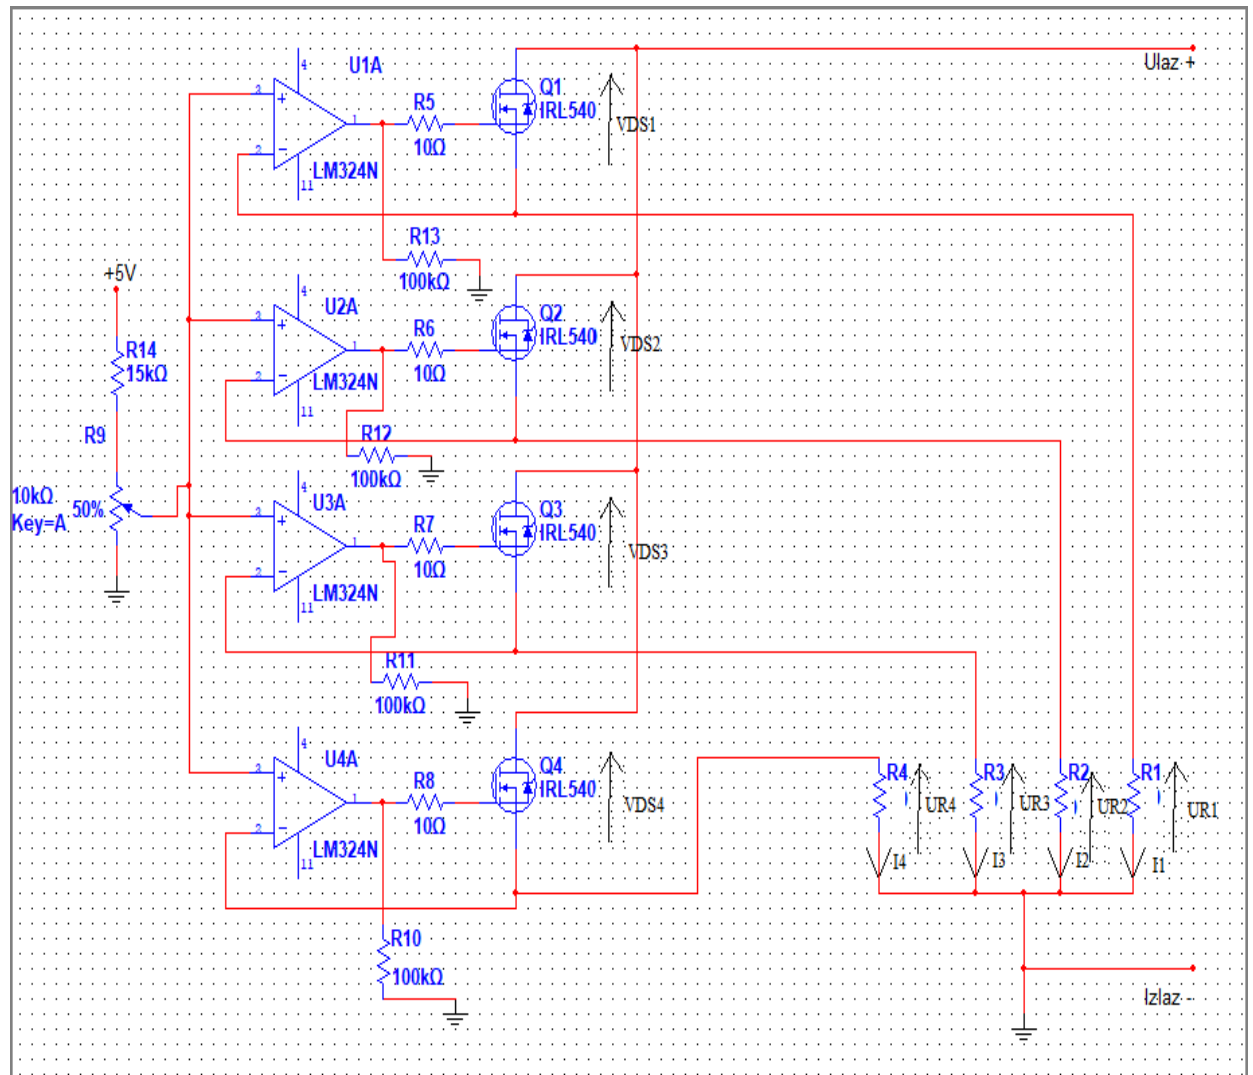 Ulaz +
4
U1A
3
+
1
2
−
LM324N
11
R5
10Ω
Q1
IRL540
VDS1
R13
100kΩ
+5V
4
U2A
3
+
1
2
−
LM324N
11
R6
10Ω
Q2
IRL540
VDS2
R14
15kΩ
R9
R12
100kΩ
10kΩ
50%
Key=A
4
U3A
3
+
1
2
−
LM324N
11
R7
10Ω
Q3
IRL540
VDS3
R11
100kΩ
4
U4A
3
+
1
2
−
LM324N
11
R8
10Ω
Q4
IRL540
VDS4
R4
UR4
R3
UR3
R2
UR2
R1
UR1
I4
I3
I2
I1
R10
100kΩ
Izlaz -